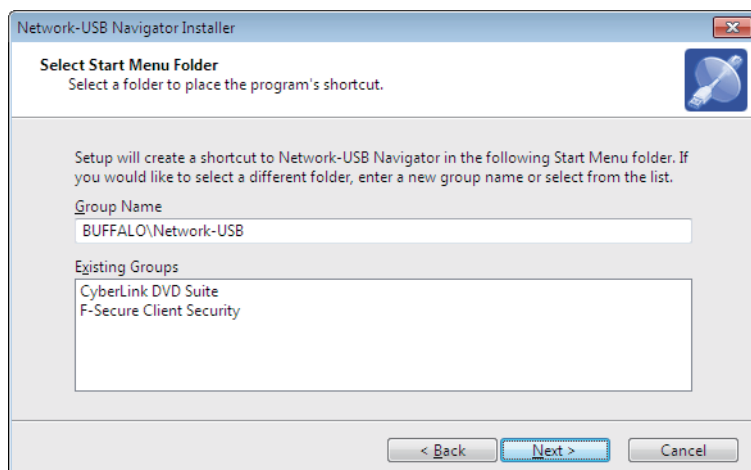 Network-USB Navigator Installer
Select Start Menu Folder
Select a folder to place the program's shortcut.
Setup will create a shortcut to Network-USB Navigator in the following Start Menu folder. If
you would like to select a different folder, enter a new group name or select from the list.
Group Name
BUFFALO\Network-USB
Existing Groups
CyberLink DVD Suite
F-Secure Client Security
< Back Next > Cancel